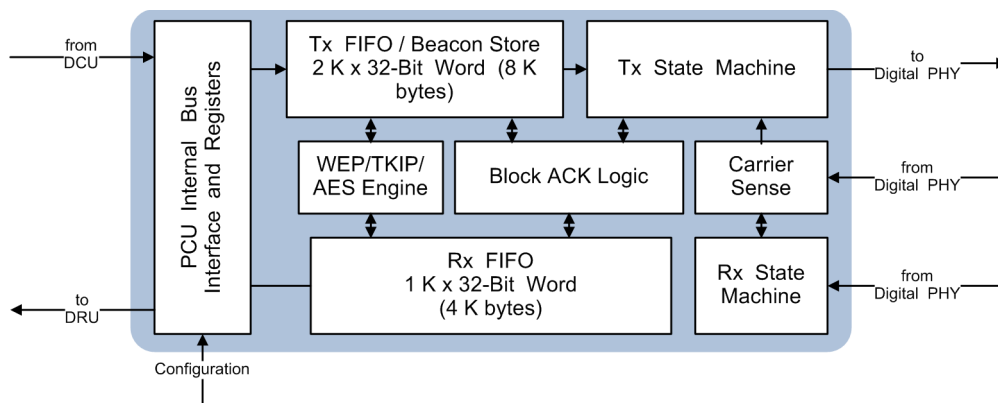 from
DCU
PCU Internal Bus
Interface and Registers
Tx FIFO / Beacon Store
2 K x 32-Bit Word (8 K
bytes)
Tx State Machine
to
Digital PHY
WEP/TKIP/
AES Engine
Block ACK Logic
Carrier
Sense
from
Digital PHY
Rx FIFO
1 K x 32-Bit Word
(4 K bytes)
Rx State
Machine
from
Digital PHY
to
DRU
Configuration